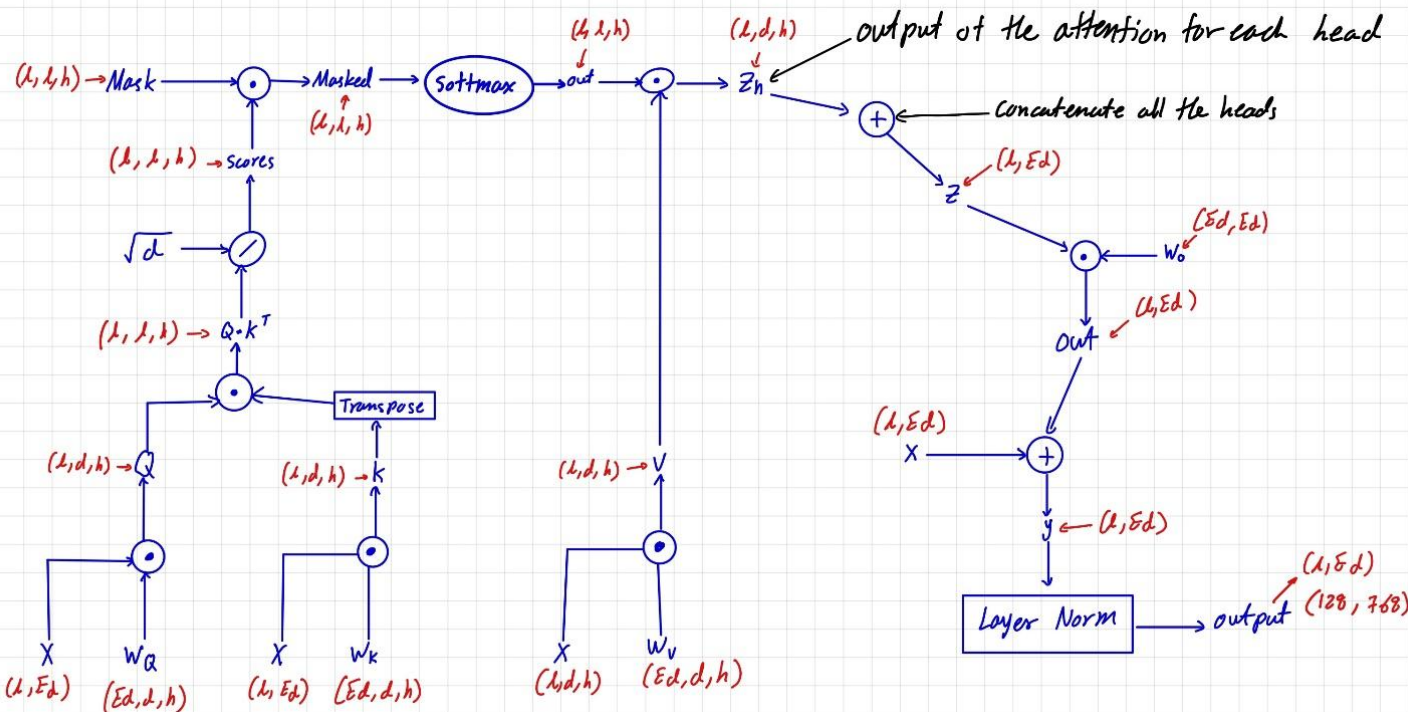 output of the attention for each head
(l, l, h)
(l, d, h)
(l, l, h) → Mask
Masked
Softmax
out
Zh
(l, l, h)
concatenate all the heads
(l, l, h) → scores
(l, Ed)
Z
√d
(Ed, Ed)
Wo
(l, l, h) → Q·K^T
(l, Ed)
out
Transpose
(l, Ed)
X
(l, d, h) → Q
(l, d, h) → K
(l, d, h) → V
y ← (l, Ed)
(l, Ed)
Layer Norm
output (128, 768)
X
WQ
X
WK
X
WV
(l, Ed)
(Ed, d, h)
(l, Ed)
(Ed, d, h)
(l, d, h)
(Ed, d, h)